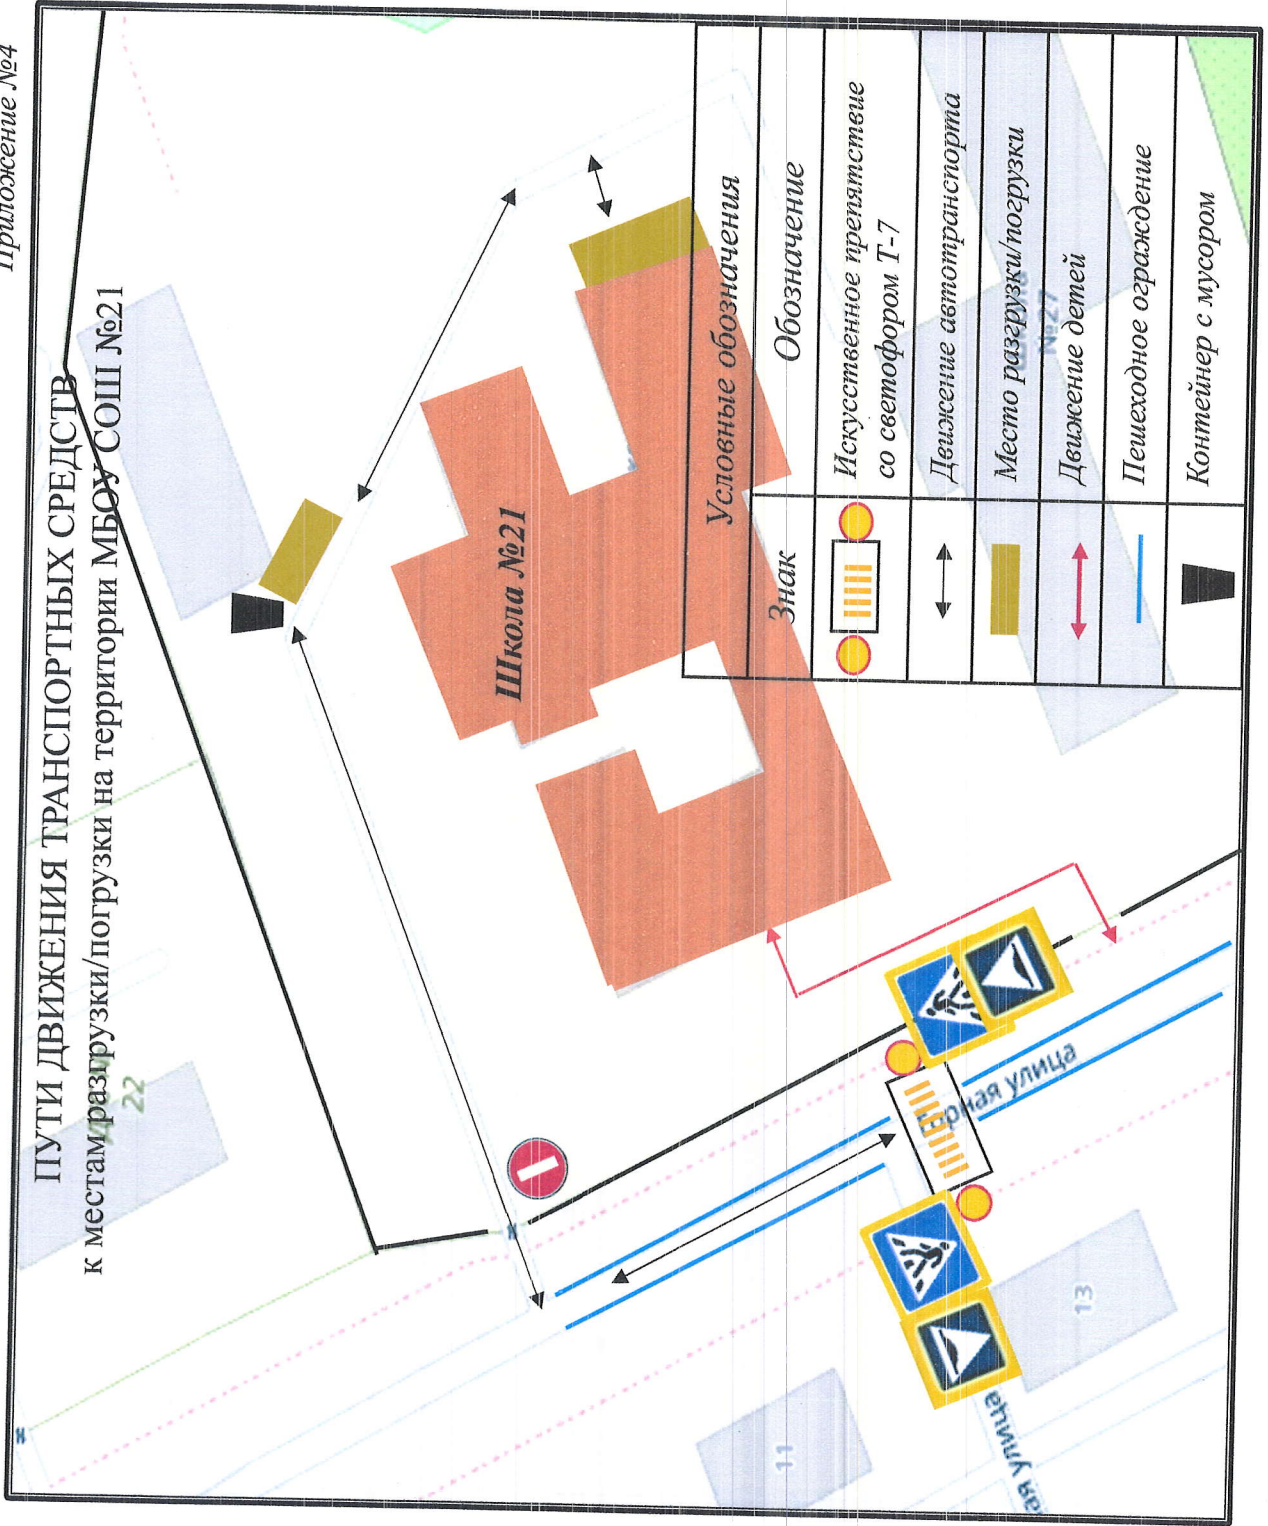 Приложение №4
ПУТИ ДВИЖЕНИЯ ТРАНСПОРТНЫХ СРЕДСТВ
к местам разгрузки/погрузки на территории МБОУ СОШ №21
22
Школа №21
Условные обозначения
Знак
Обозначение
Искусственное препятствие
со светофором Т-7
Движение автотранспорта
Место разгрузки/погрузки
Движение детей
Пешеходное ограждение
Контейнер с мусором
№27
Горная улица
13
11
ая улица